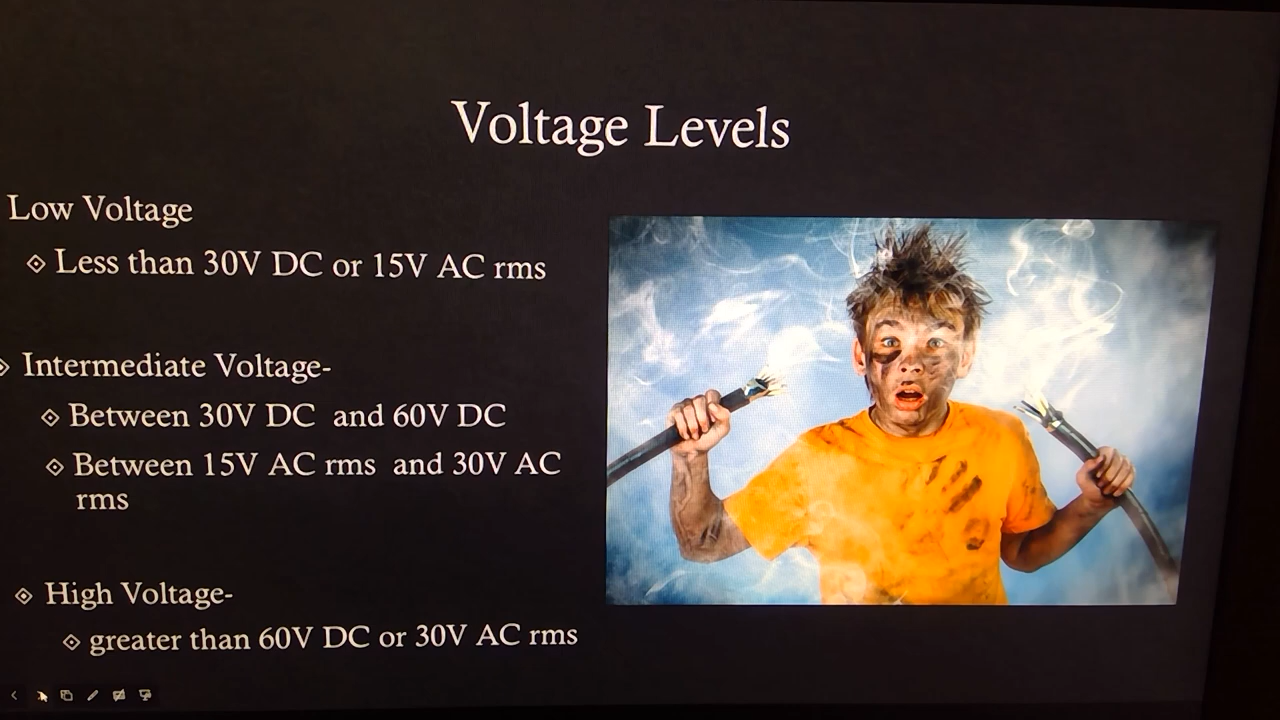 Voltage Levels
Low Voltage
Less than 30V DC or 15V AC rms
Intermediate Voltage-
Between 30V DC and 60V DC
Between 15V AC rms and 30V AC
rms
High Voltage-
greater than 60V DC or 30V AC rms